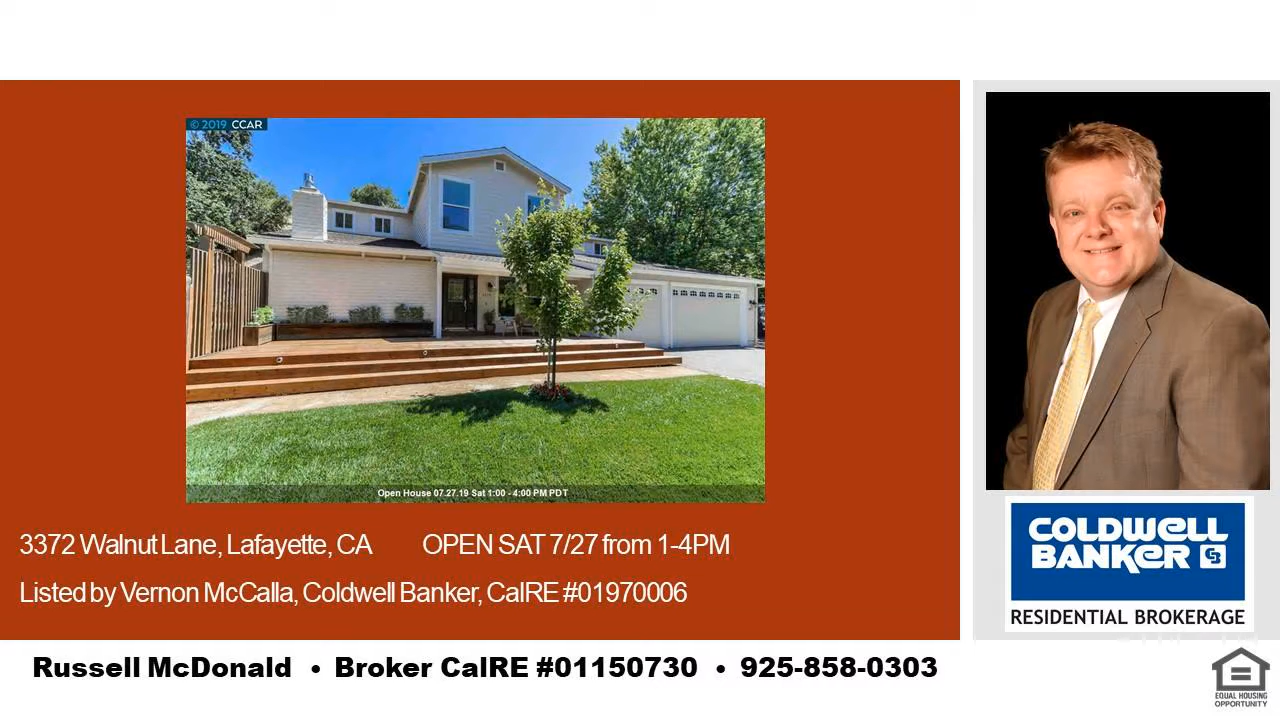 © 2019 CCAR
Open House 07.27.19 Sat 1:00 - 4:00 PM PDT
3372 Walnut Lane, Lafayette, CA OPEN SAT 7/27 from 1-4PM
Listed by Vernon McCalla, Coldwell Banker, CalRE #01970006
COLDWELL
BANKER CB
RESIDENTIAL BROKERAGE
Russell McDonald • Broker CalRE #01150730 • 925-858-0303
EQUAL HOUSING
OPPORTUNITY